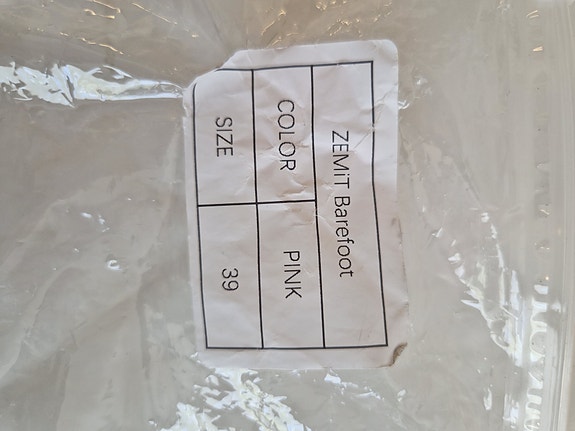 ZEMiT Barefoot
COLOR PINK
SIZE 39